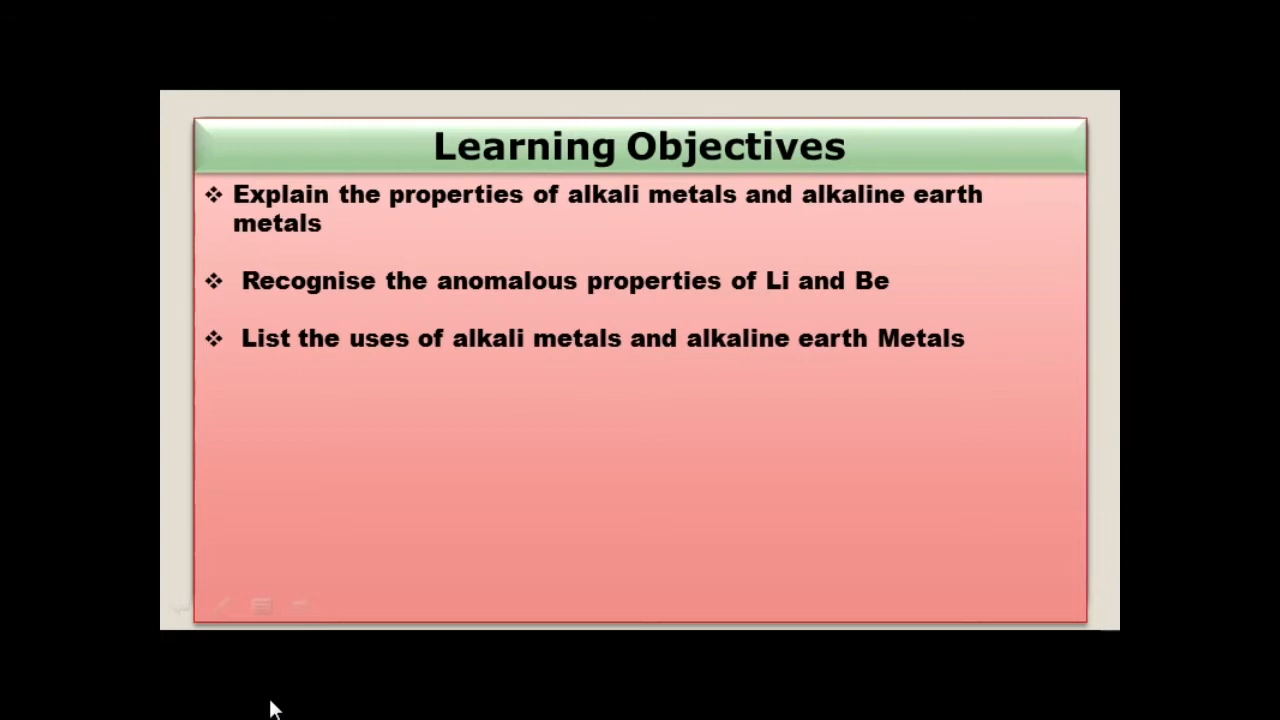 Learning Objectives
❖ Explain the properties of alkali metals and alkaline earth
metals
❖ Recognise the anomalous properties of Li and Be
❖ List the uses of alkali metals and alkaline earth Metals